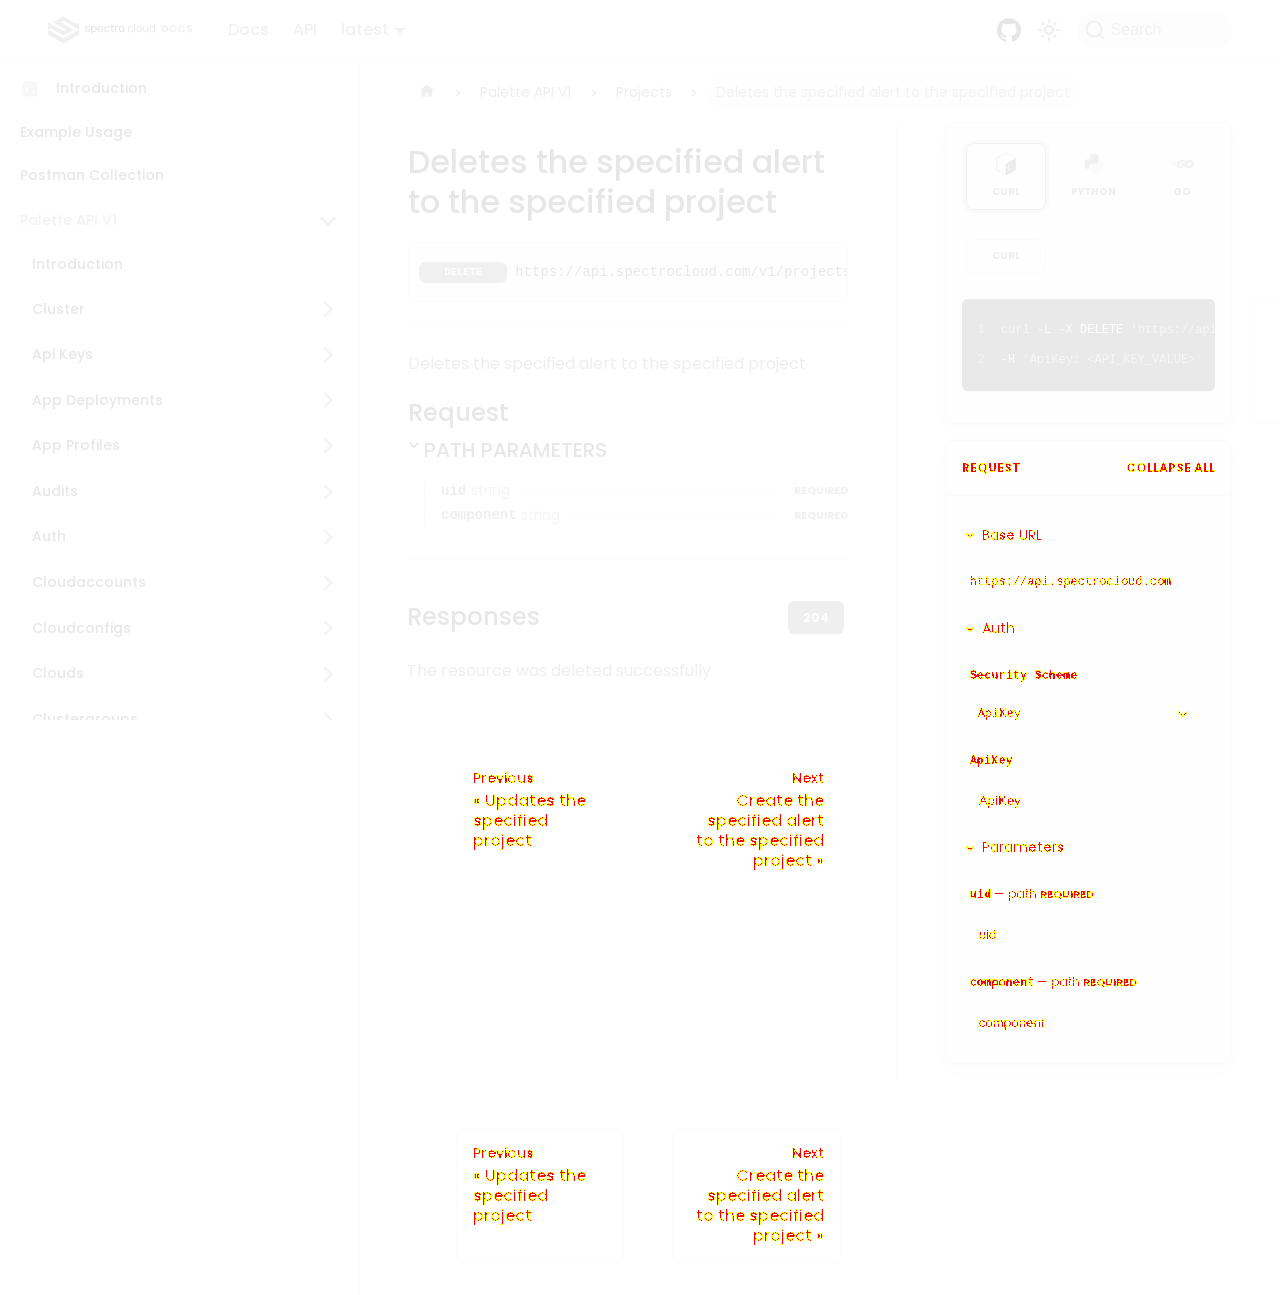 spectro cloud DOCS
Docs
API
latest
Search
Introduction
Example Usage
Postman Collection
Palette API V1
Introduction
Cluster
Api Keys
App Deployments
App Profiles
Audits
Auth
Cloudaccounts
Cloudconfigs
Clouds
Clustergroups
Palette API V1
Projects
Deletes the specified alert to the specified project
Deletes the specified alert
to the specified project
DELETE https://api.spectrocloud.com/v1/projects
Deletes the specified alert to the specified project
Request
PATH PARAMETERS
uid string REQUIRED
component string REQUIRED
Responses
204
The resource was deleted successfully
Previous
« Updates the
specified
project
Next
Create the
specified alert
to the specified
project »
Previous
« Updates the
specified
project
Next
Create the
specified alert
to the specified
project »
CURL
PYTHON
GO
CURL
1 curl -L -X DELETE 'https://api
2 -H 'ApiKey: <API_KEY_VALUE>'
REQUEST
COLLAPSE ALL
Base URL
https://api.spectrocloud.com
Auth
Security Scheme
ApiKey
ApiKey
ApiKey
Parameters
uid — path REQUIRED
uid
component — path REQUIRED
component